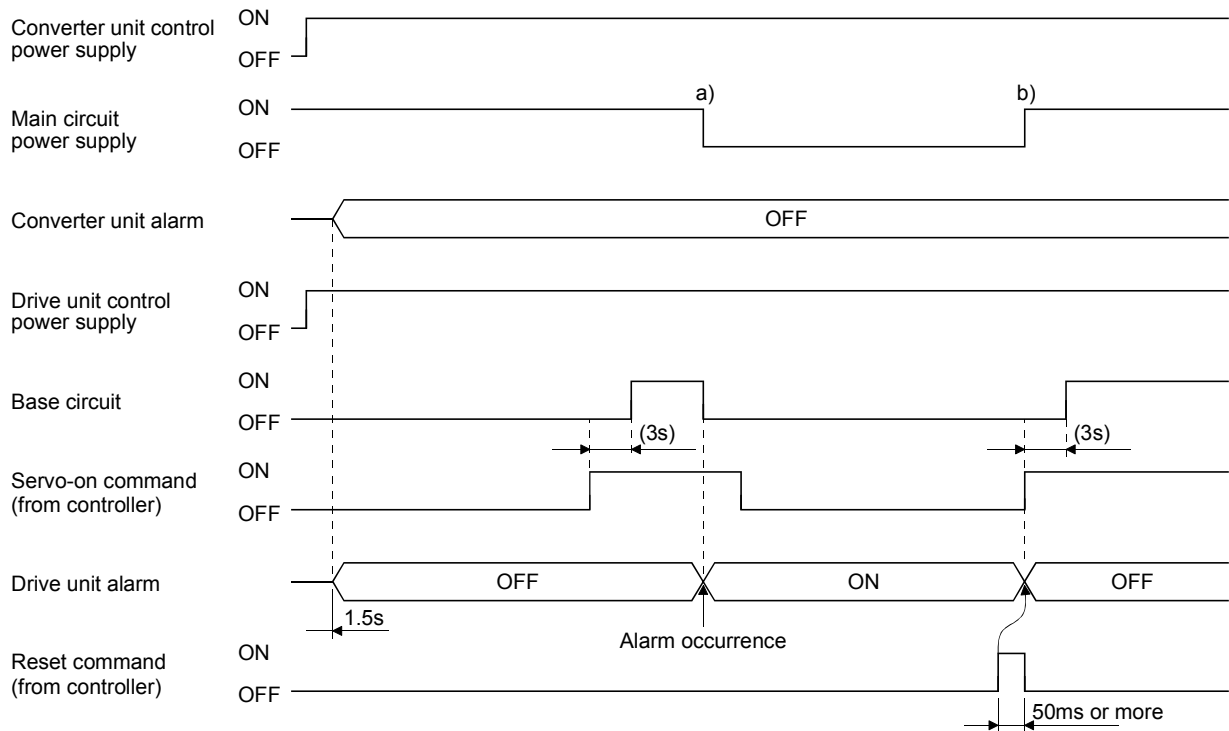 Converter unit control
power supply
ON
OFF
Main circuit
power supply
ON
OFF
a)
b)
Converter unit alarm
OFF
Drive unit control
power supply
ON
OFF
Base circuit
ON
OFF
(3s)
(3s)
Servo-on command
(from controller)
ON
OFF
Drive unit alarm
OFF
ON
OFF
1.5s
Alarm occurrence
Reset command
(from controller)
ON
OFF
50ms or more